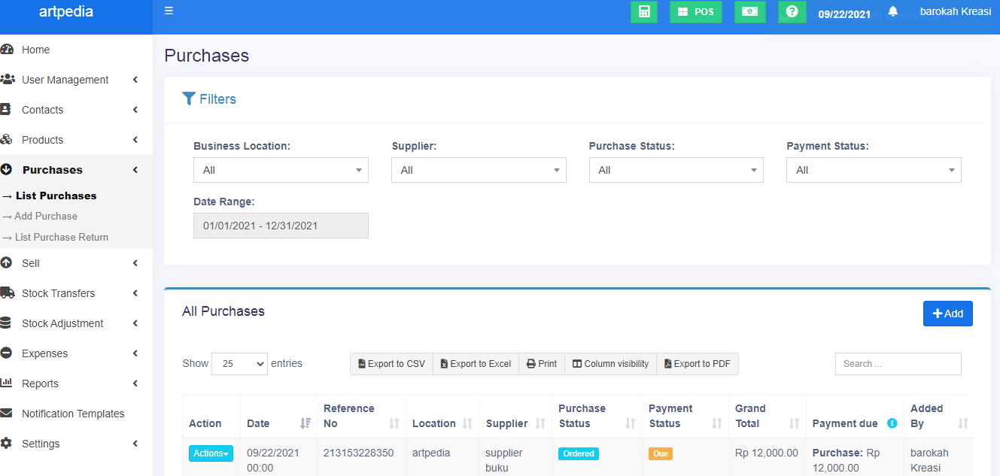 artpedia
POS
09/22/2021
barokah Kreasi
Home
User Management
Contacts
Products
Purchases
→ List Purchases
→ Add Purchase
→ List Purchase Return
Sell
Stock Transfers
Stock Adjustment
Expenses
Reports
Notification Templates
Settings
Purchases
Filters
Business Location:
All
Supplier:
All
Purchase Status:
All
Payment Status:
All
Date Range:
01/01/2021 - 12/31/2021
All Purchases
Add
Show 25 entries
Export to CSV
Export to Excel
Print
Column visibility
Export to PDF
Search ...
Action
Date
Reference
No
Location
Supplier
Purchase
Status
Payment
Status
Grand
Total
Payment due
Added
By
Actions
09/22/2021
00:00
213153228350
artpedia
supplier
buku
Ordered
Due
Rp 12,000.00
Purchase: Rp
12,000.00
barokah
Kreasi